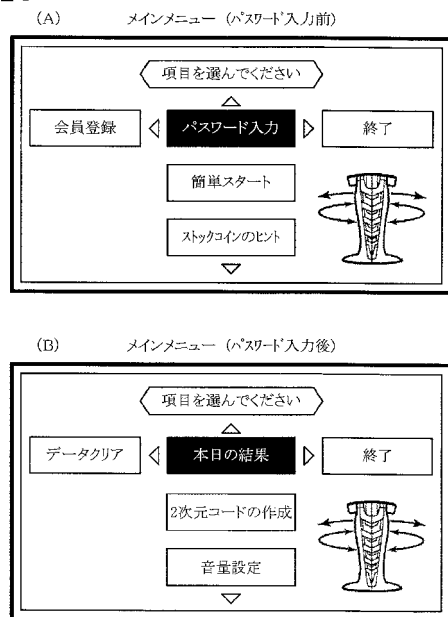 (A) メインメニュー (パスワード入力前)
項目を選んでください
会員登録 パスワード入力 終了
簡単スタート
ストックコインのヒント
(B) メインメニュー (パスワード入力後)
項目を選んでください
データクリア 本日の結果 終了
2次元コードの作成
音量設定